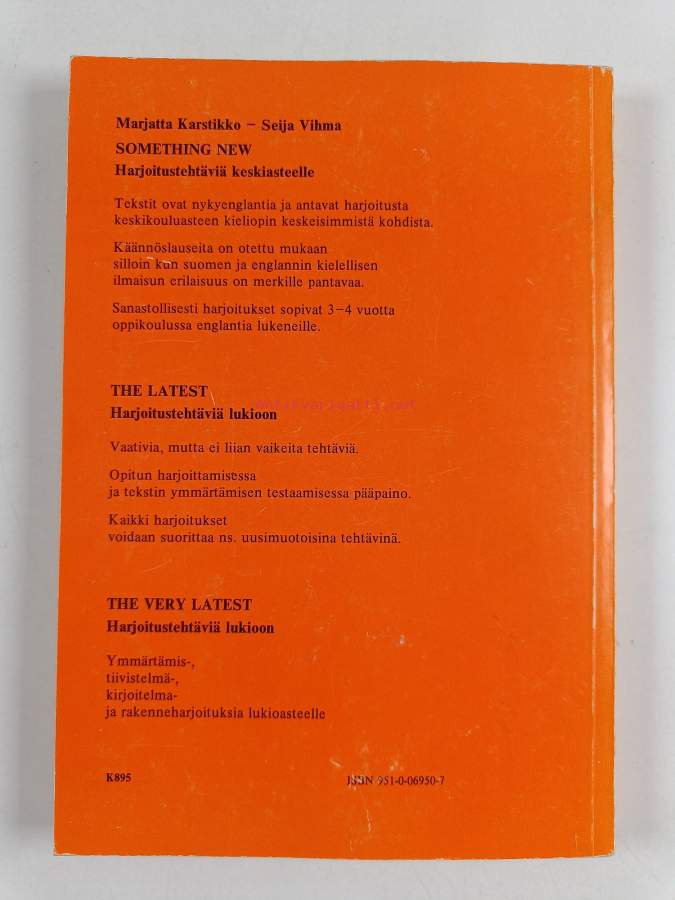 Marjatta Karstikko – Seija Vihma
SOMETHING NEW
Harjoitustehtäviä keskiasteelle
Tekstit ovat nykyenglantia ja antavat harjoitusta
keskikouluasteen kieliopin keskeisimmistä kohdista.
Käännöslauseita on otettu mukaan
silloin kun suomen ja englannin kielellisen
ilmaisun erilaisuus on merkille pantavaa.
Sanastollisesti harjoitukset sopivat 3–4 vuotta
oppikoulussa englantia lukeneille.
THE LATEST
Harjoitustehtäviä lukioon
Vaativia, mutta ei liian vaikeita tehtäviä.
Opitun harjoittamisessa
ja tekstin ymmärtämisen testaamisessa pääpaino.
Kaikki harjoitukset
voidaan suorittaa ns. uusimuotoisina tehtävinä.
THE VERY LATEST
Harjoitustehtäviä lukioon
Ymmärtämis-,
tiivistelmä-,
kirjoitelma-
ja rakenneharjoituksia lukioasteelle
K895
ISBN 951-0-06950-7